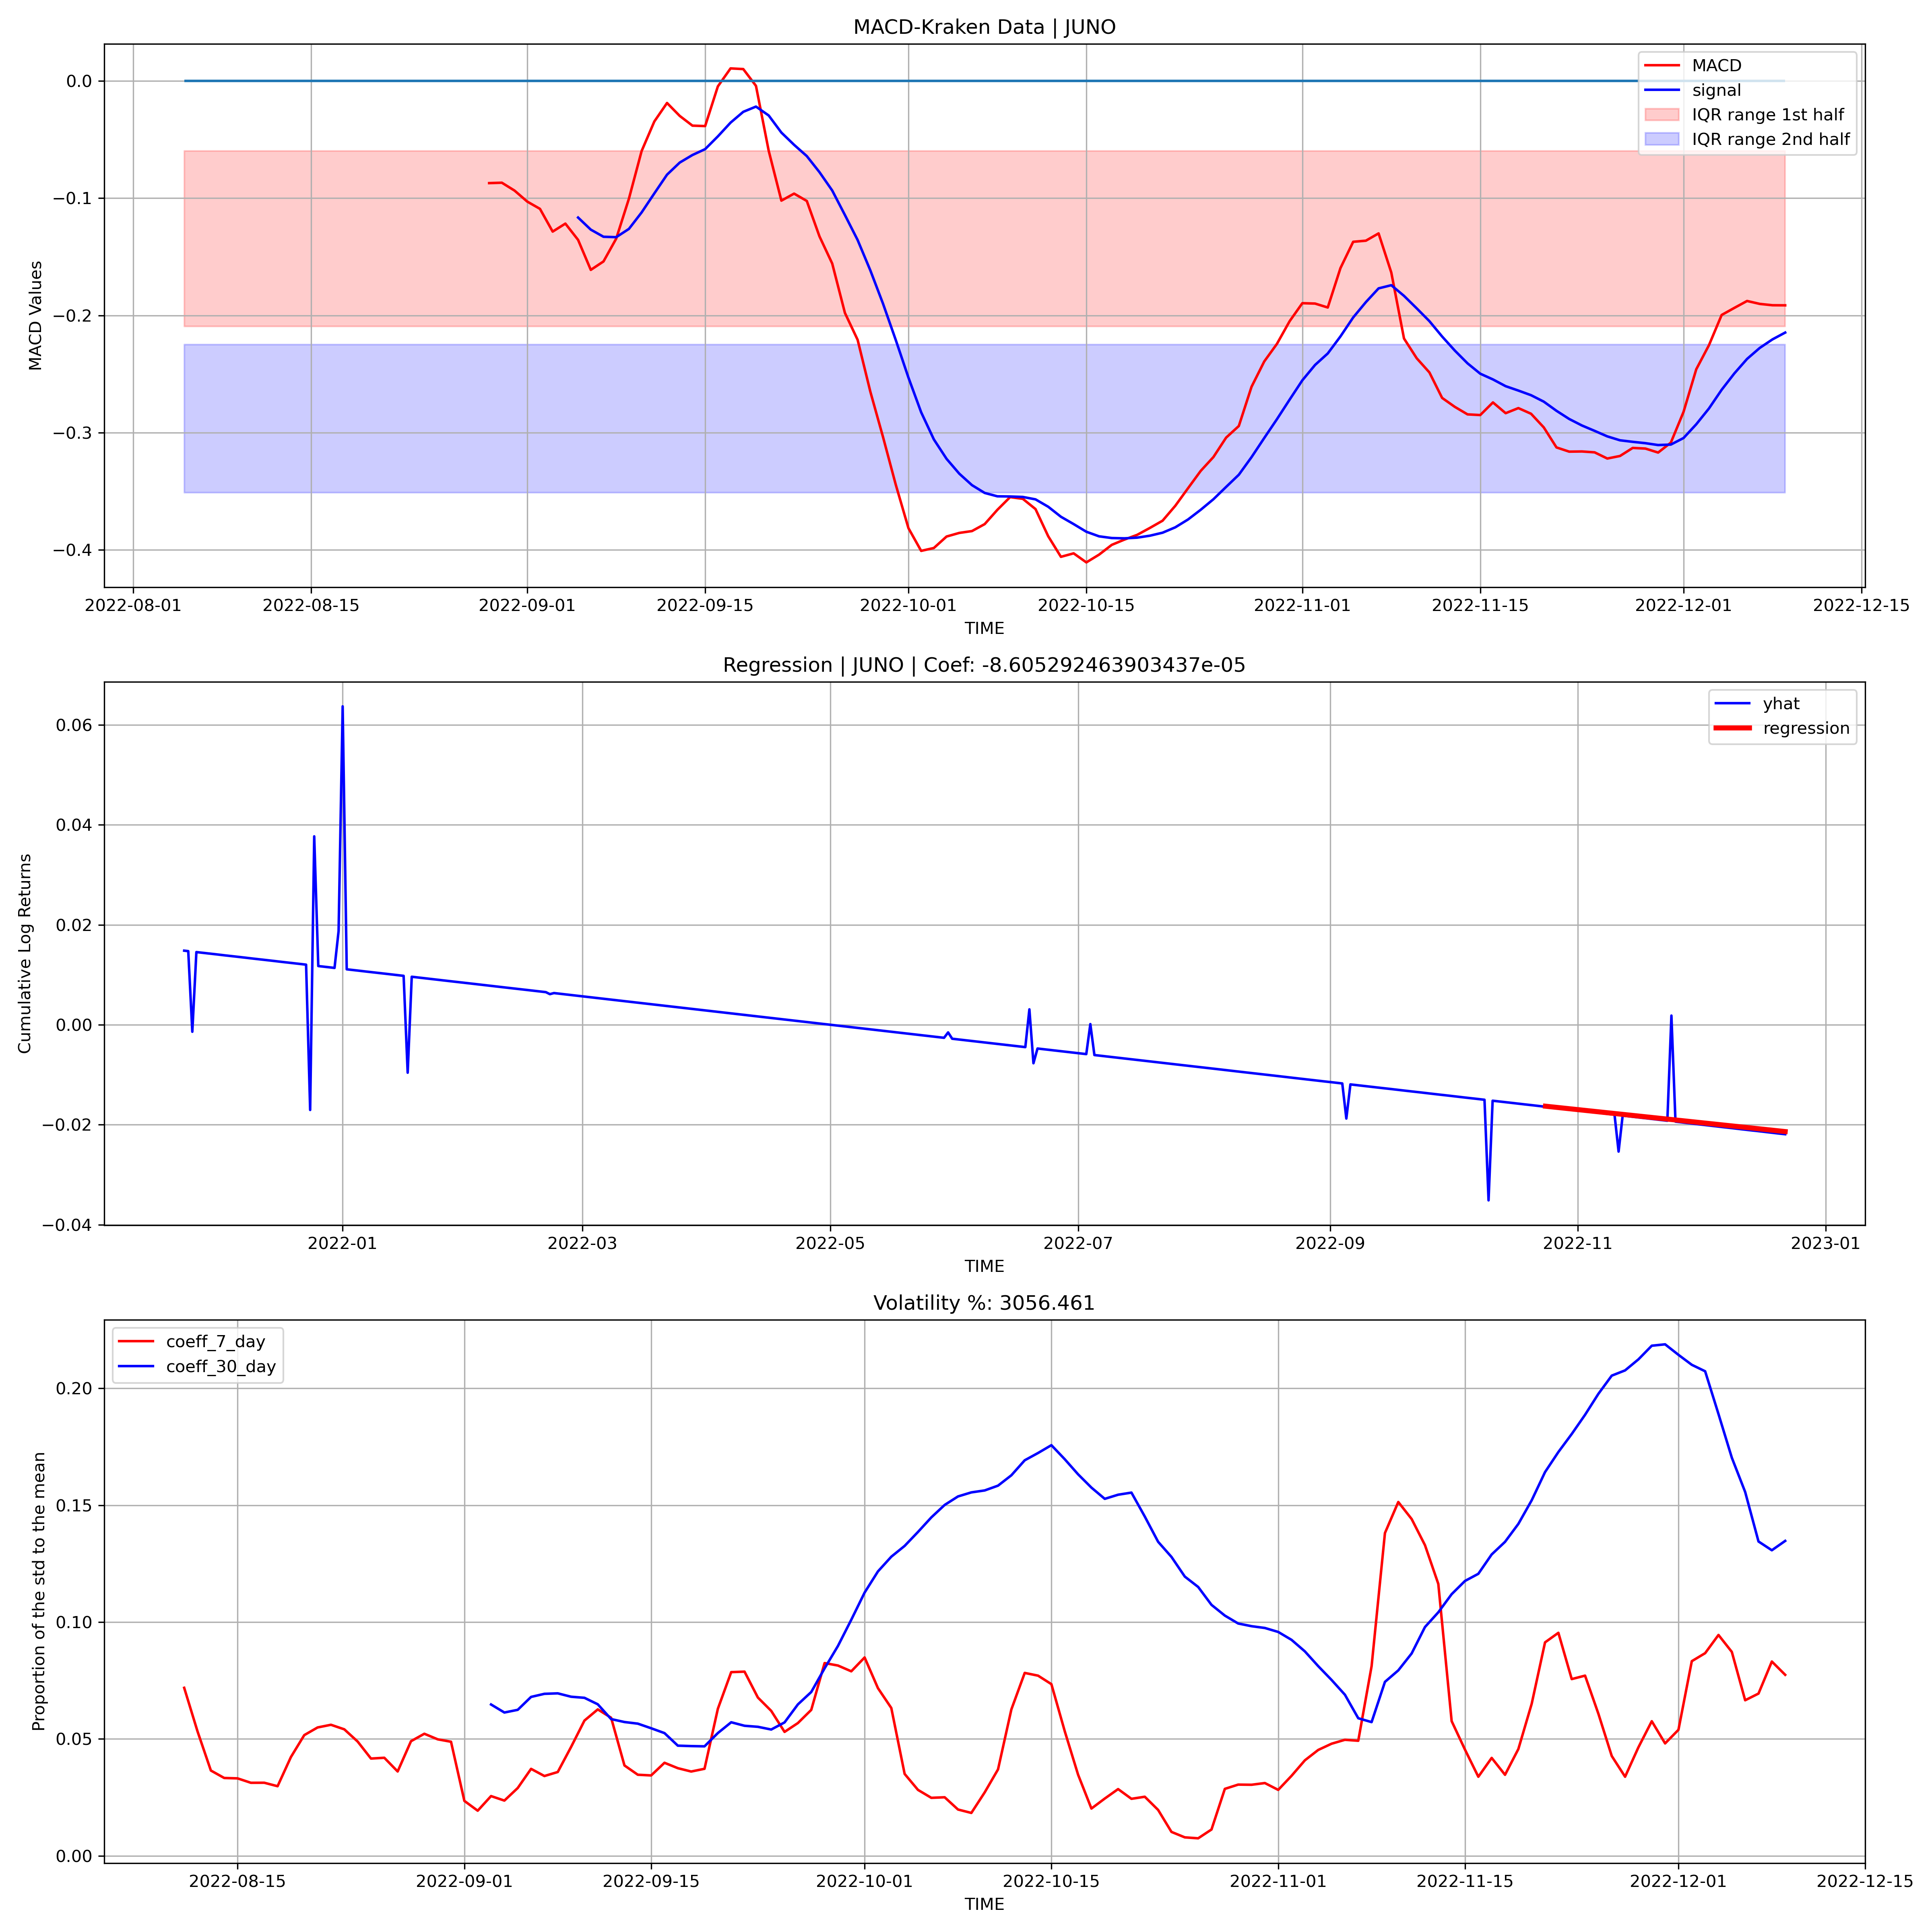 MACD-Kraken Data | JUNO
MACD
signal
IQR range 1st half
IQR range 2nd half
0.0
−0.1
−0.2
−0.3
−0.4
MACD Values
2022-08-01 2022-08-15 2022-09-01 2022-09-15 2022-10-01 2022-10-15 2022-11-01 2022-11-15 2022-12-01 2022-12-15
TIME
Regression | JUNO | Coef: -8.605292463903437e-05
yhat
regression
0.06
0.04
0.02
0.00
−0.02
−0.04
Cumulative Log Returns
2022-01 2022-03 2022-05 2022-07 2022-09 2022-11 2023-01
TIME
Volatility %: 3056.461
coeff_7_day
coeff_30_day
0.20
0.15
0.10
0.05
0.00
Proportion of the std to the mean
2022-08-15 2022-09-01 2022-09-15 2022-10-01 2022-10-15 2022-11-01 2022-11-15 2022-12-01 2022-12-15
TIME